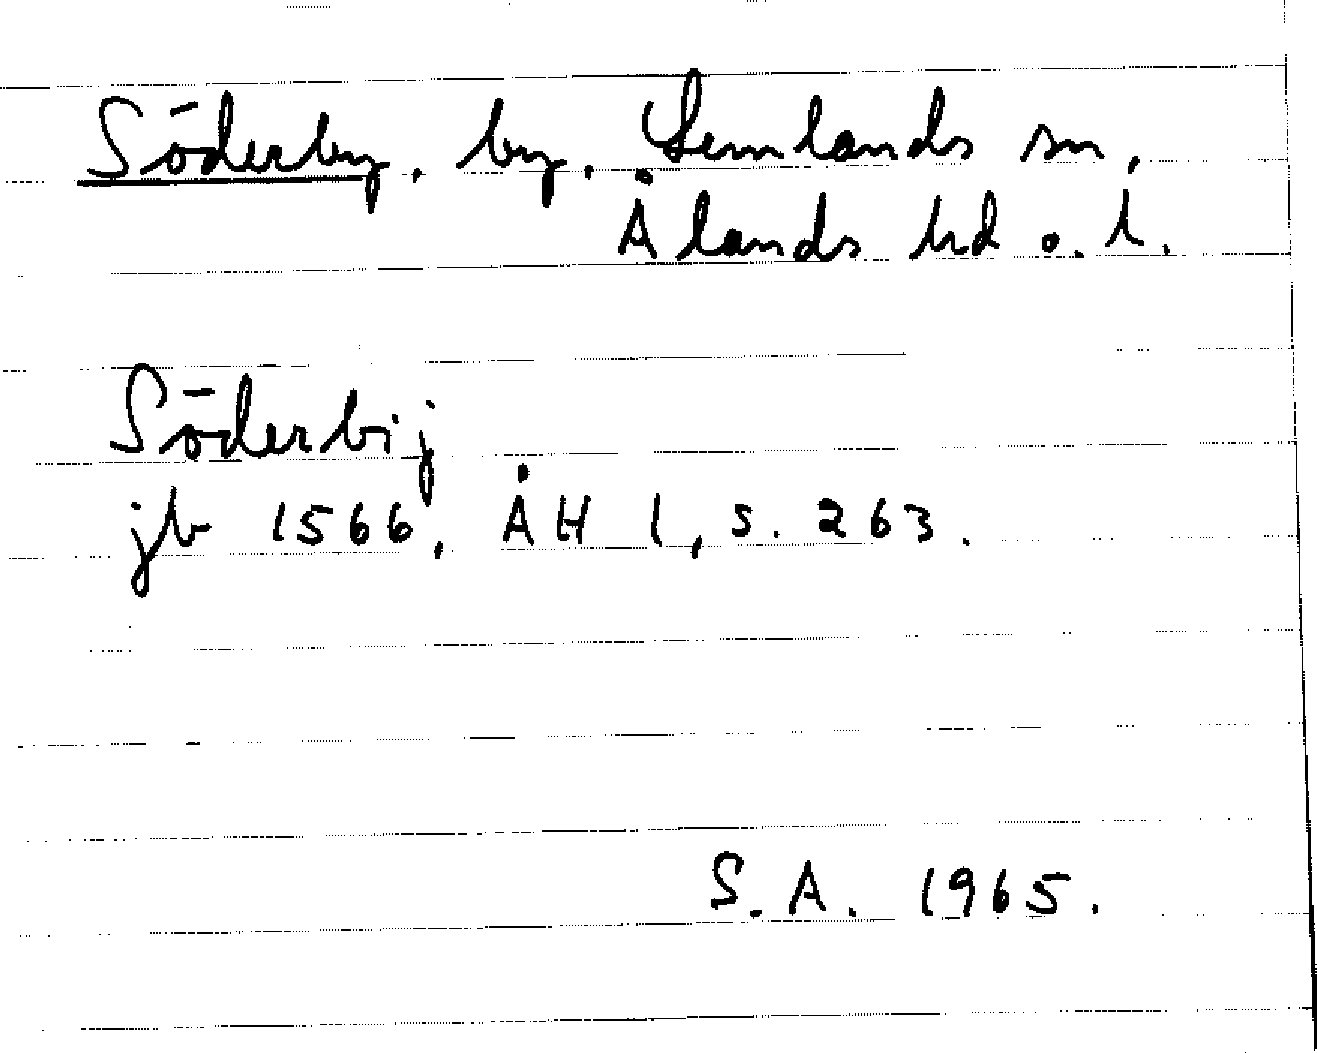 Söderby, by, Lemlands sn,
Ålands hd o. l.
Söderbij
jb 1566, ÅH 1, s. 263.
S. A. 1965.